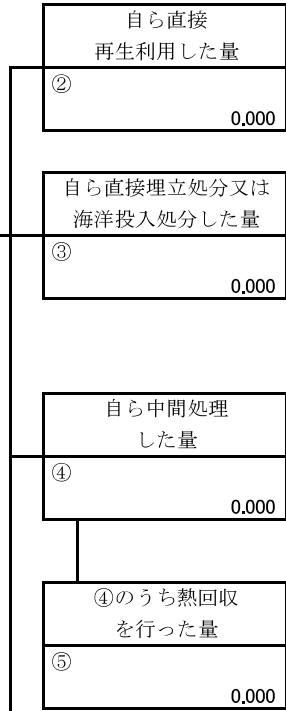 自ら直接
再生利用した量
②
0.000
自ら直接埋立処分又は
海洋投入処分した量
③
0.000
自ら中間処理
した量
④
0.000
④のうち熱回収
を行った量
⑤
0.000